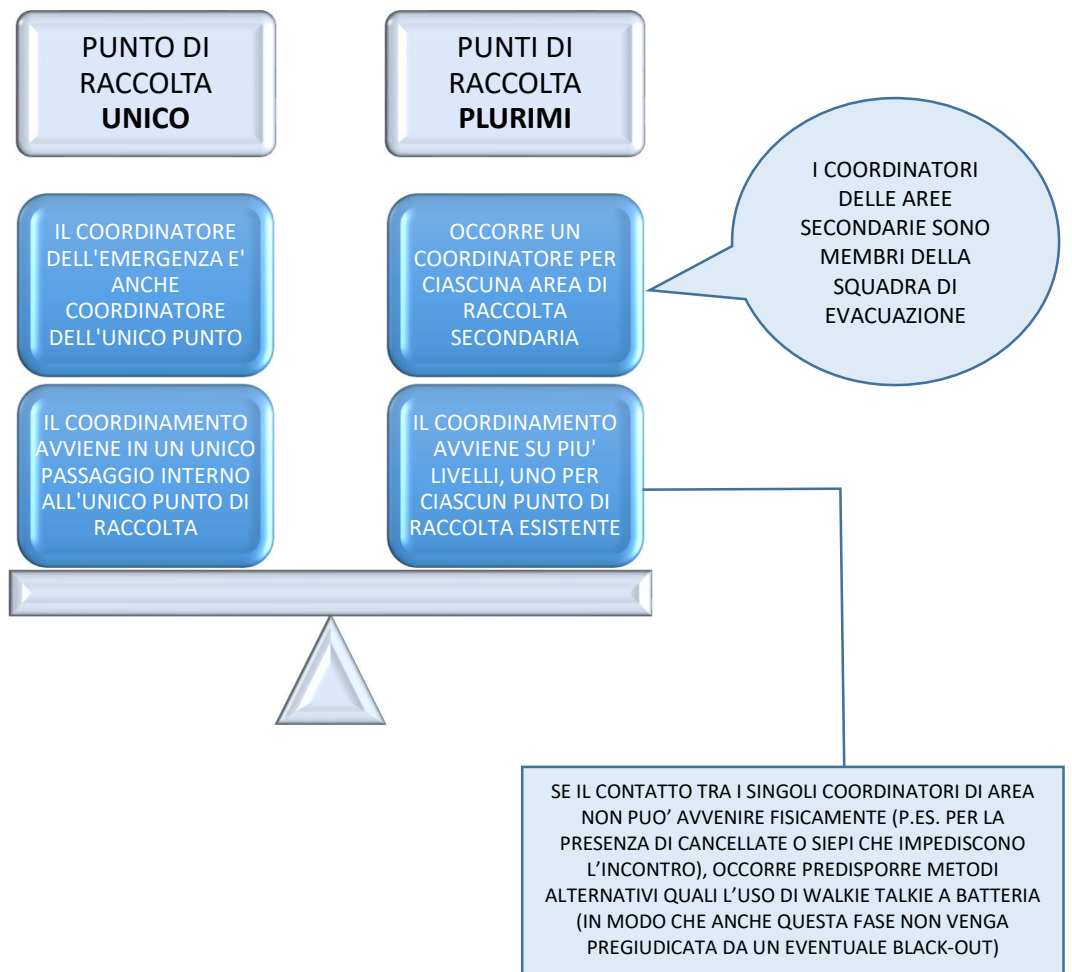 PUNTO DI
RACCOLTA
UNICO
PUNTI DI
RACCOLTA
PLURIMI
IL COORDINATORE
DELL'EMERGENZA E'
ANCHE
COORDINATORE
DELL'UNICO PUNTO
OCCORRE UN
COORDINATORE PER
CIASCUNA AREA DI
RACCOLTA
SECONDARIA
I COORDINATORI
DELLE AREE
SECONDARIE SONO
MEMBRI DELLA
SQUADRA DI
EVACUAZIONE
IL COORDINAMENTO
AVVIENE IN UN UNICO
PASSAGGIO INTERNO
ALL'UNICO PUNTO DI
RACCOLTA
IL COORDINAMENTO
AVVIENE SU PIU'
LIVELLI, UNO PER
CIASCUN PUNTO DI
RACCOLTA ESISTENTE
SE IL CONTATTO TRA I SINGOLI COORDINATORI DI AREA
NON PUO’ AVVENIRE FISICAMENTE (P.ES. PER LA
PRESENZA DI CANCELLATE O SIEPI CHE IMPEDISCONO
L’INCONTRO), OCCORRE PREDISPORRE METODI
ALTERNATIVI QUALI L’USO DI WALKIE TALKIE A BATTERIA
(IN MODO CHE ANCHE QUESTA FASE NON VENGA
PREGIUDICATA DA UN EVENTUALE BLACK-OUT)